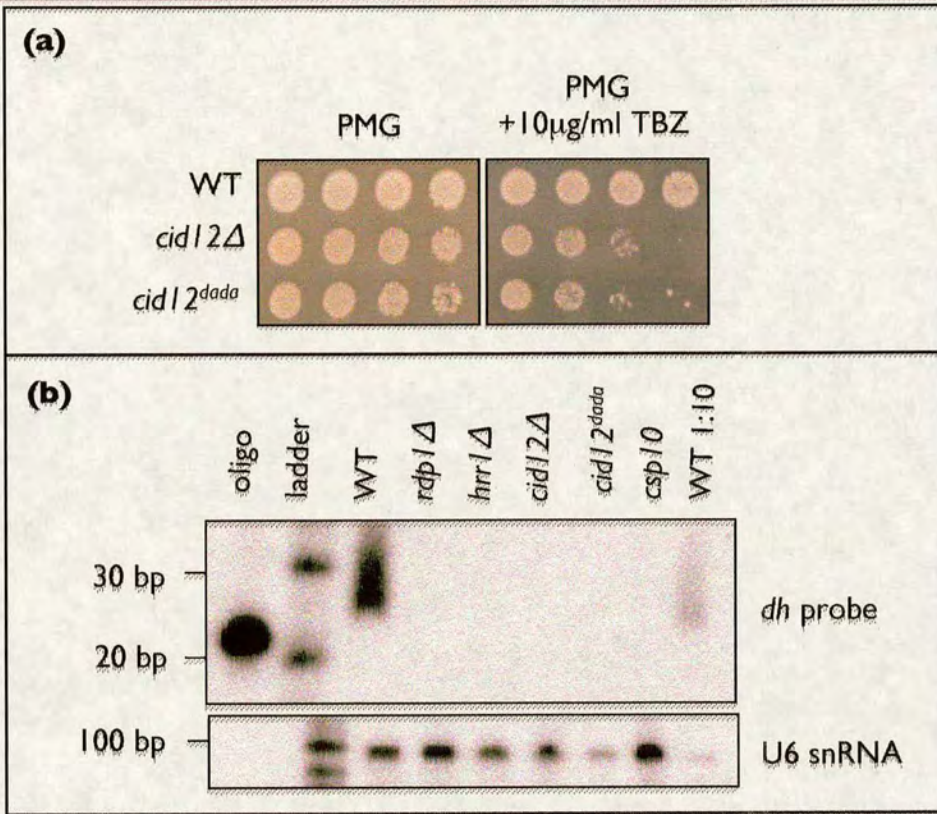 (a)
PMG
PMG
+10μg/ml TBZ
WT
cid12Δ
cid12dada
(b)
oligo
ladder
WT
rdp1Δ
hrr1Δ
cid12Δ
cid12dada
csp10
WT 1:10
30 bp
20 bp
dh probe
100 bp
U6 snRNA